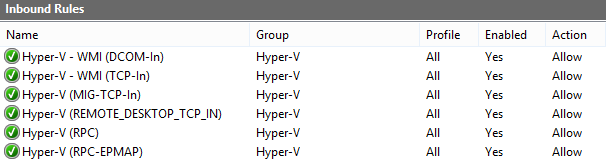 Inbound Rules
Name Group Profile Enabled Action
Hyper-V - WMI (DCOM-In) Hyper-V All Yes Allow
Hyper-V - WMI (TCP-In) Hyper-V All Yes Allow
Hyper-V (MIG-TCP-In) Hyper-V All Yes Allow
Hyper-V (REMOTE_DESKTOP_TCP_IN) Hyper-V All Yes Allow
Hyper-V (RPC) Hyper-V All Yes Allow
Hyper-V (RPC-EPMAP) Hyper-V All Yes Allow